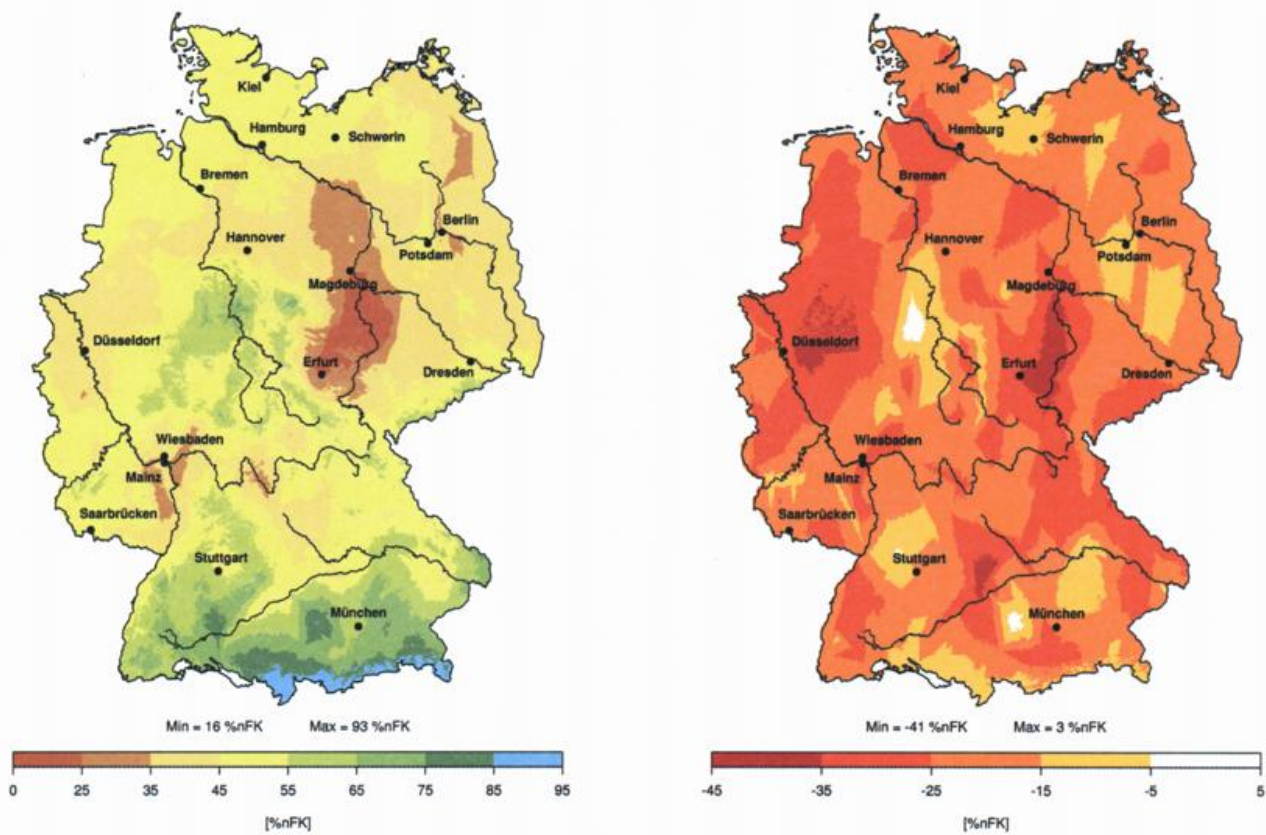 Kiel
Hamburg
Schwerin
Bremen
Berlin
Hannover
Potsdam
Magdeburg
Düsseldorf
Erfurt
Dresden
Wiesbaden
Mainz
Saarbrücken
Stuttgart
München
Min = 16 %nFK Max = 93 %nFK
0 25 35 45 55 65 75 85 95
[%nFK]
Kiel
Hamburg
Schwerin
Bremen
Berlin
Hannover
Potsdam
Magdeburg
Düsseldorf
Erfurt
Dresden
Wiesbaden
Mainz
Saarbrücken
Stuttgart
München
Min = -41 %nFK Max = 3 %nFK
-45 -35 -25 -15 -5 5
[%nFK]